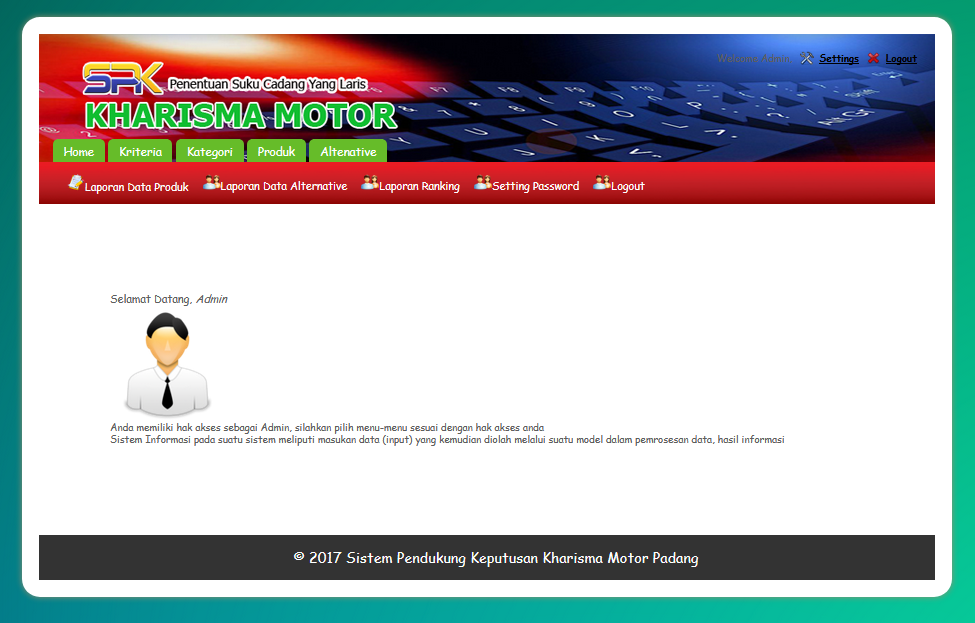 Welcome Admin, Settings Logout
SPK Penentuan Suku Cadang Yang Laris
KHARISMA MOTOR
Home Kriteria Kategori Produk Altenative
Laporan Data Produk Laporan Data Alternative Laporan Ranking Setting Password Logout
Selamat Datang, Admin
Anda memiliki hak akses sebagai Admin, silahkan pilih menu-menu sesuai dengan hak akses anda
Sistem Informasi pada suatu sistem meliputi masukan data (input) yang kemudian diolah melalui suatu model dalam pemrosesan data, hasil informasi
© 2017 Sistem Pendukung Keputusan Kharisma Motor Padang